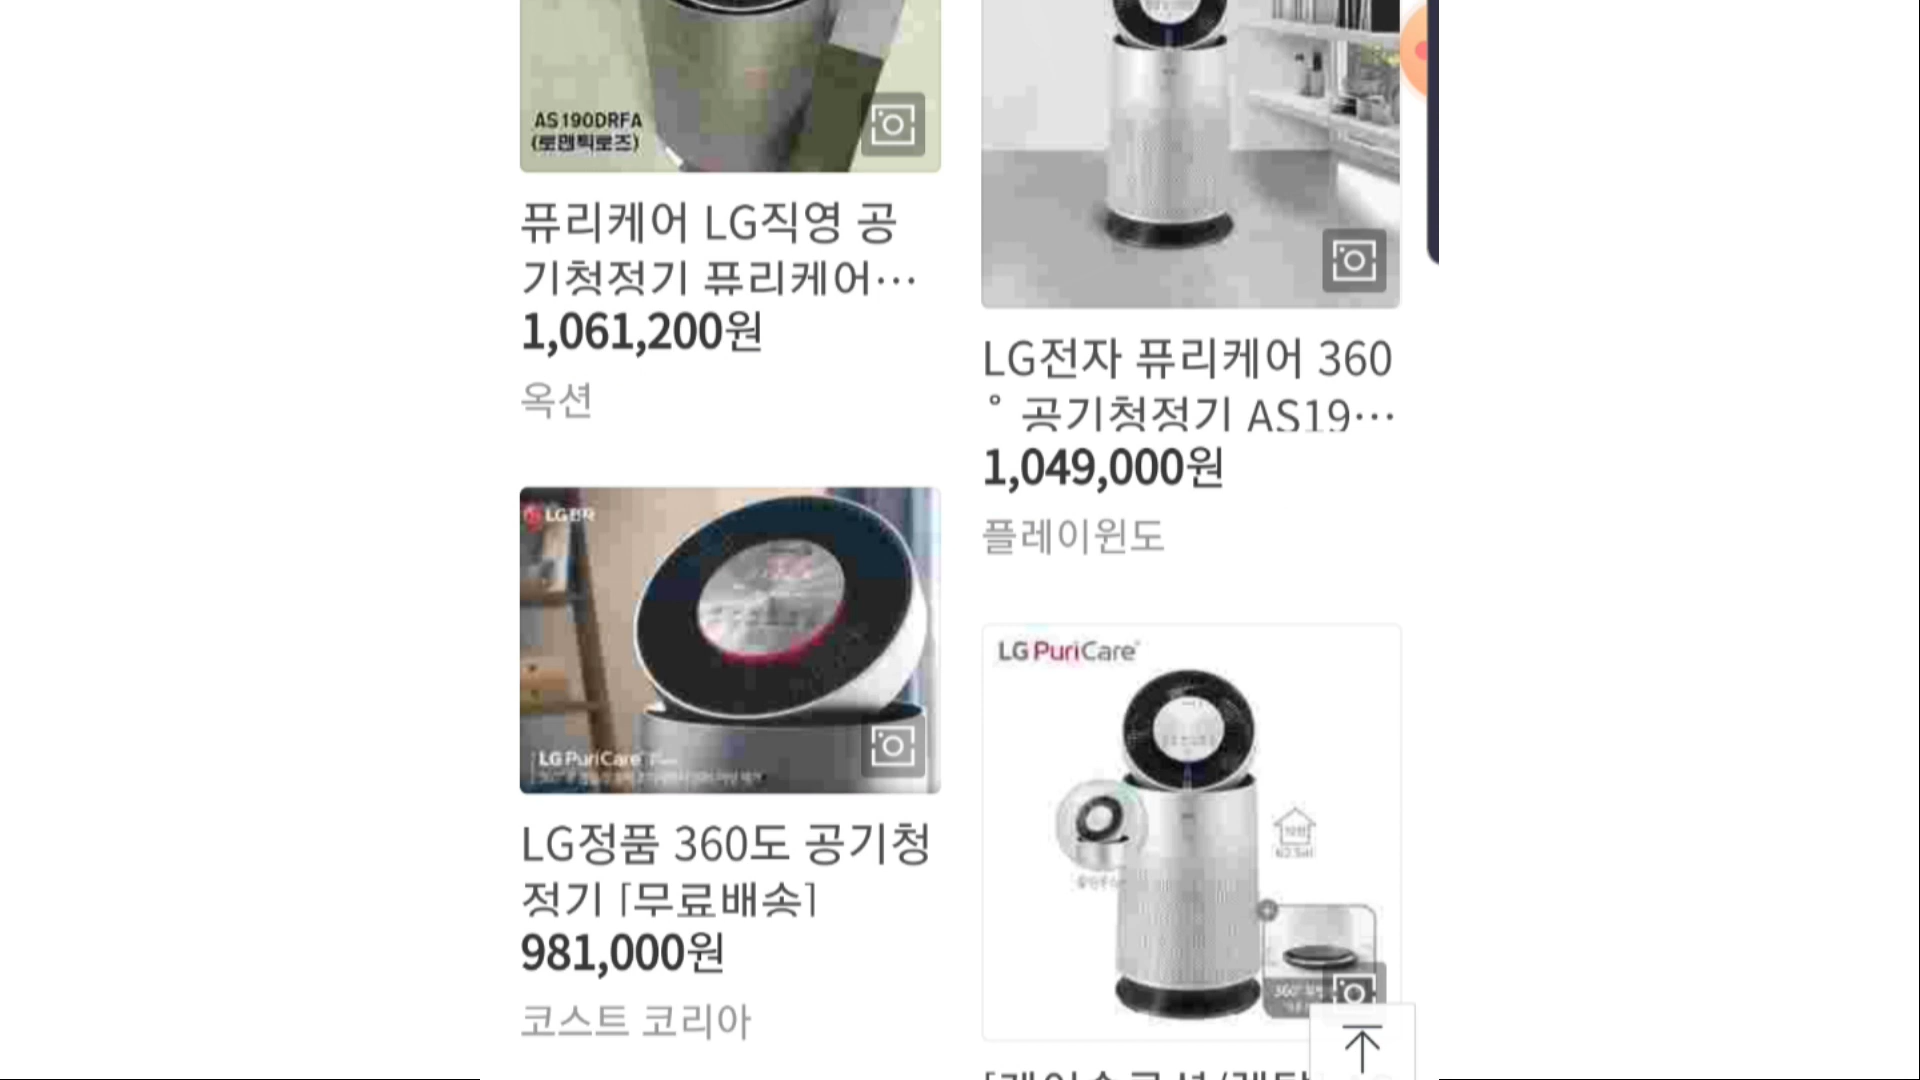 AS190DRFA
(로맨틱로즈)
퓨리케어 LG직영 공
기청정기 퓨리케어…
1,061,200원
옥션
LG전자 퓨리케어 360
° 공기청정기 AS19…
1,049,000원
플레이윈도
LG전자
LG PuriCare
LG정품 360도 공기청
정기 [무료배송]
981,000원
코스트 코리아
LG PuriCare
360°